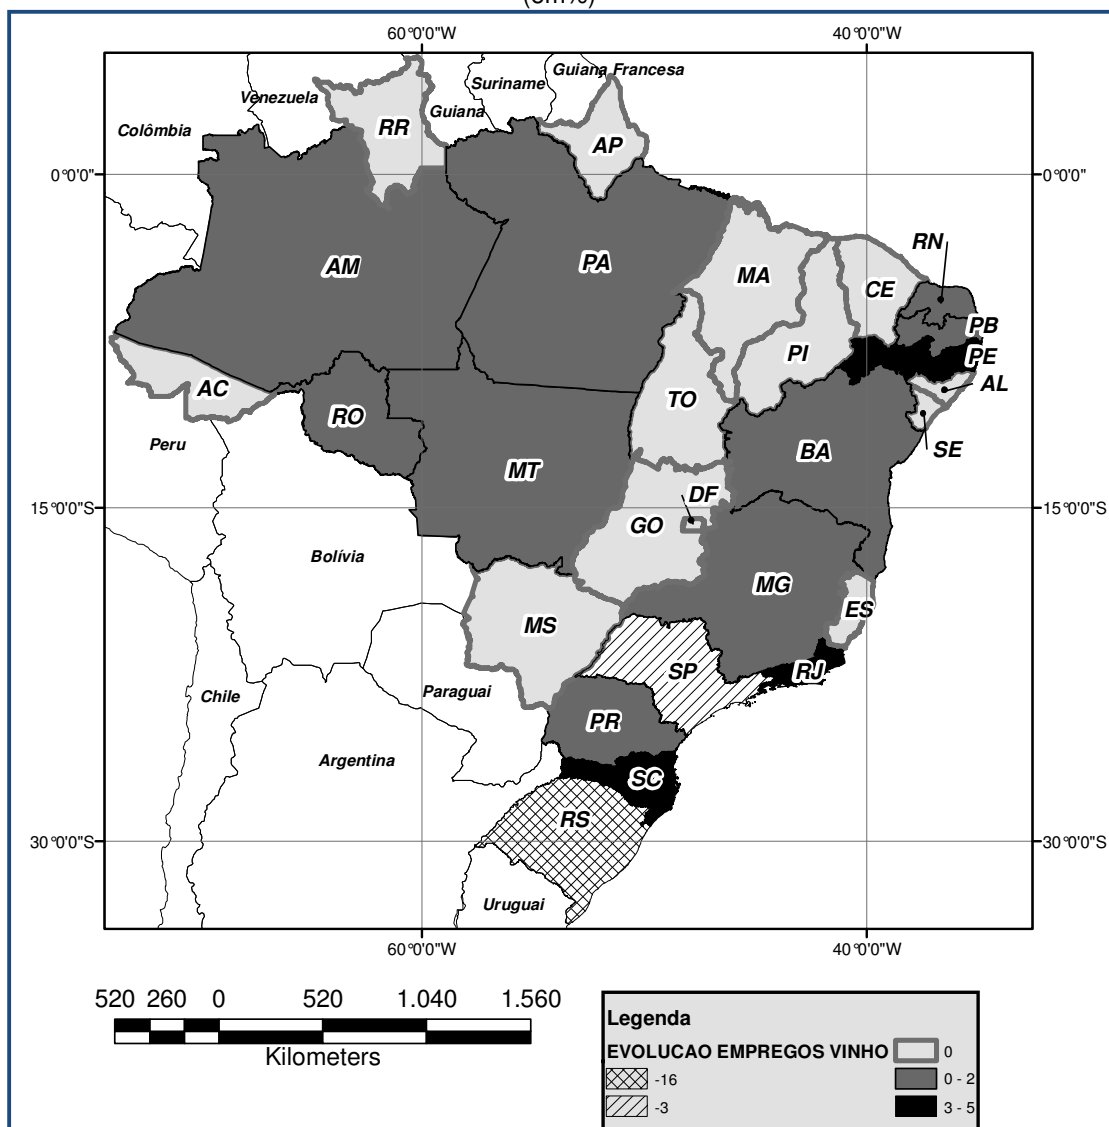 (em%)
60°0'0"W 40°0'0"W
Guiana Francesa
Suriname
Venezuela
Guiana
Colômbia
RR
AP
0°0'0" 0°0'0"
RN
AM
PA
MA
CE
PB
PI
PE
AL
AC
TO
RO
SE
Peru
BA
MT
DF
15°0'0"S 15°0'0"S
GO
Bolívia
MG
ES
MS
SP
RJ
Chile
Paraguai
PR
Argentina
SC
RS
30°0'0"S 30°0'0"S
Uruguai
60°0'0"W 40°0'0"W
520 260 0 520 1.040 1.560
Kilometers
Legenda
EVOLUCAO EMPREGOS VINHO 0
-16 0 - 2
-3 3 - 5